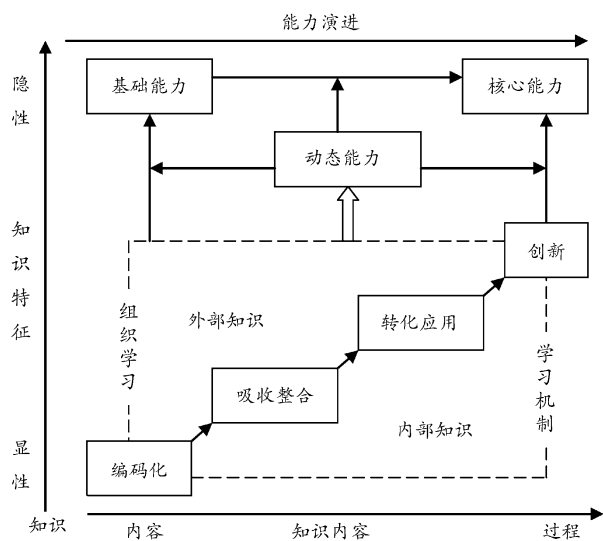 能力演进
隐性
基础能力
核心能力
动态能力
知识特征
创新
组织学习
外部知识
转化应用
学习机制
吸收整合
内部知识
显性
编码化
知识
内容
知识内容
过程